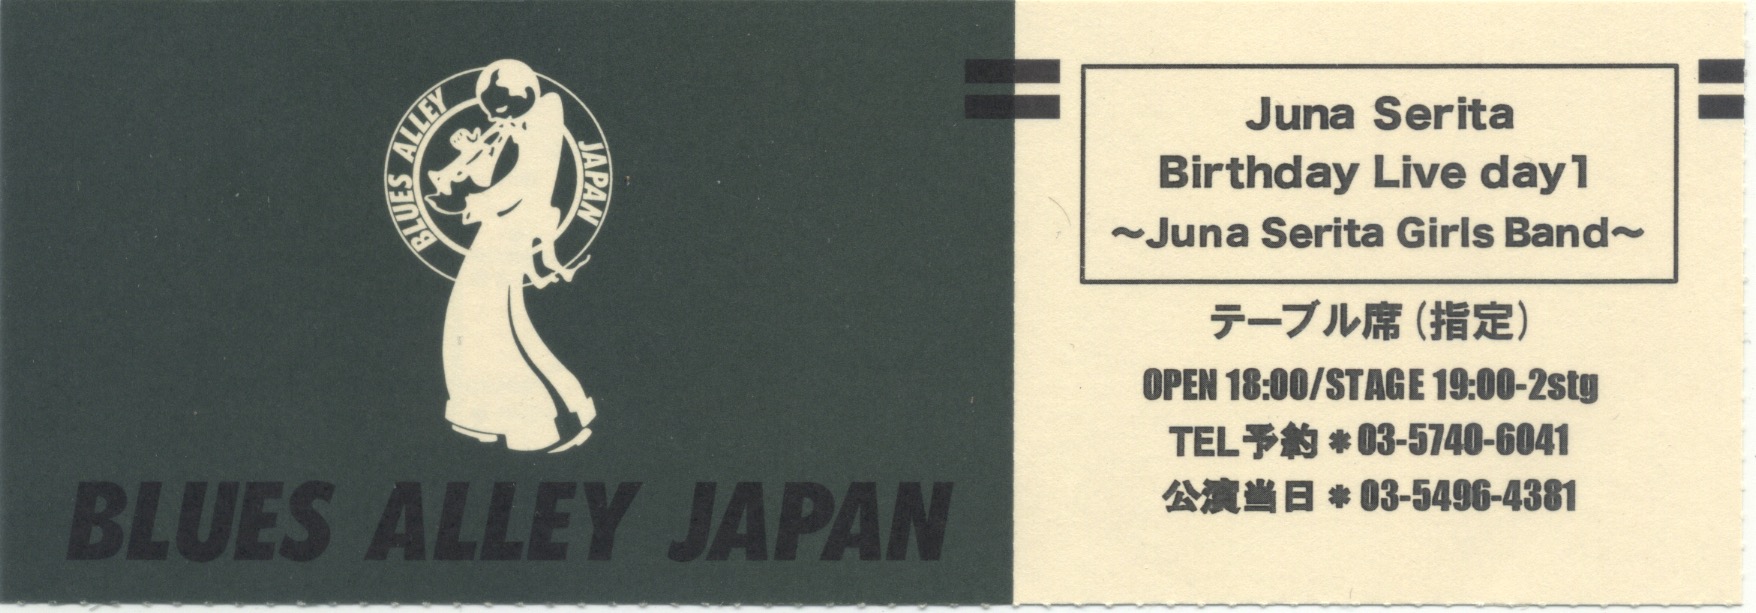 BLUES ALLEY JAPAN
BLUES ALLEY JAPAN
Juna Serita
Birthday Live day1
～Juna Serita Girls Band～
テーブル席（指定）
OPEN 18:00/STAGE 19:00-2stg
TEL予約＊03-5740-6041
公演当日＊03-5496-4381